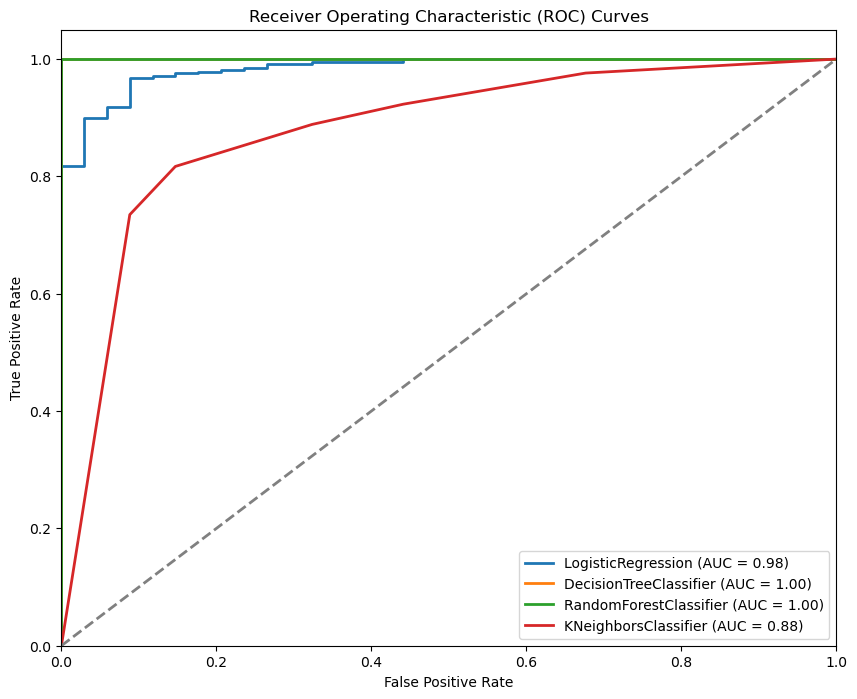 Receiver Operating Characteristic (ROC) Curves
True Positive Rate
1.0
0.8
0.6
0.4
0.2
0.0
LogisticRegression (AUC = 0.98)
DecisionTreeClassifier (AUC = 1.00)
RandomForestClassifier (AUC = 1.00)
KNeighborsClassifier (AUC = 0.88)
0.0 0.2 0.4 0.6 0.8 1.0
False Positive Rate